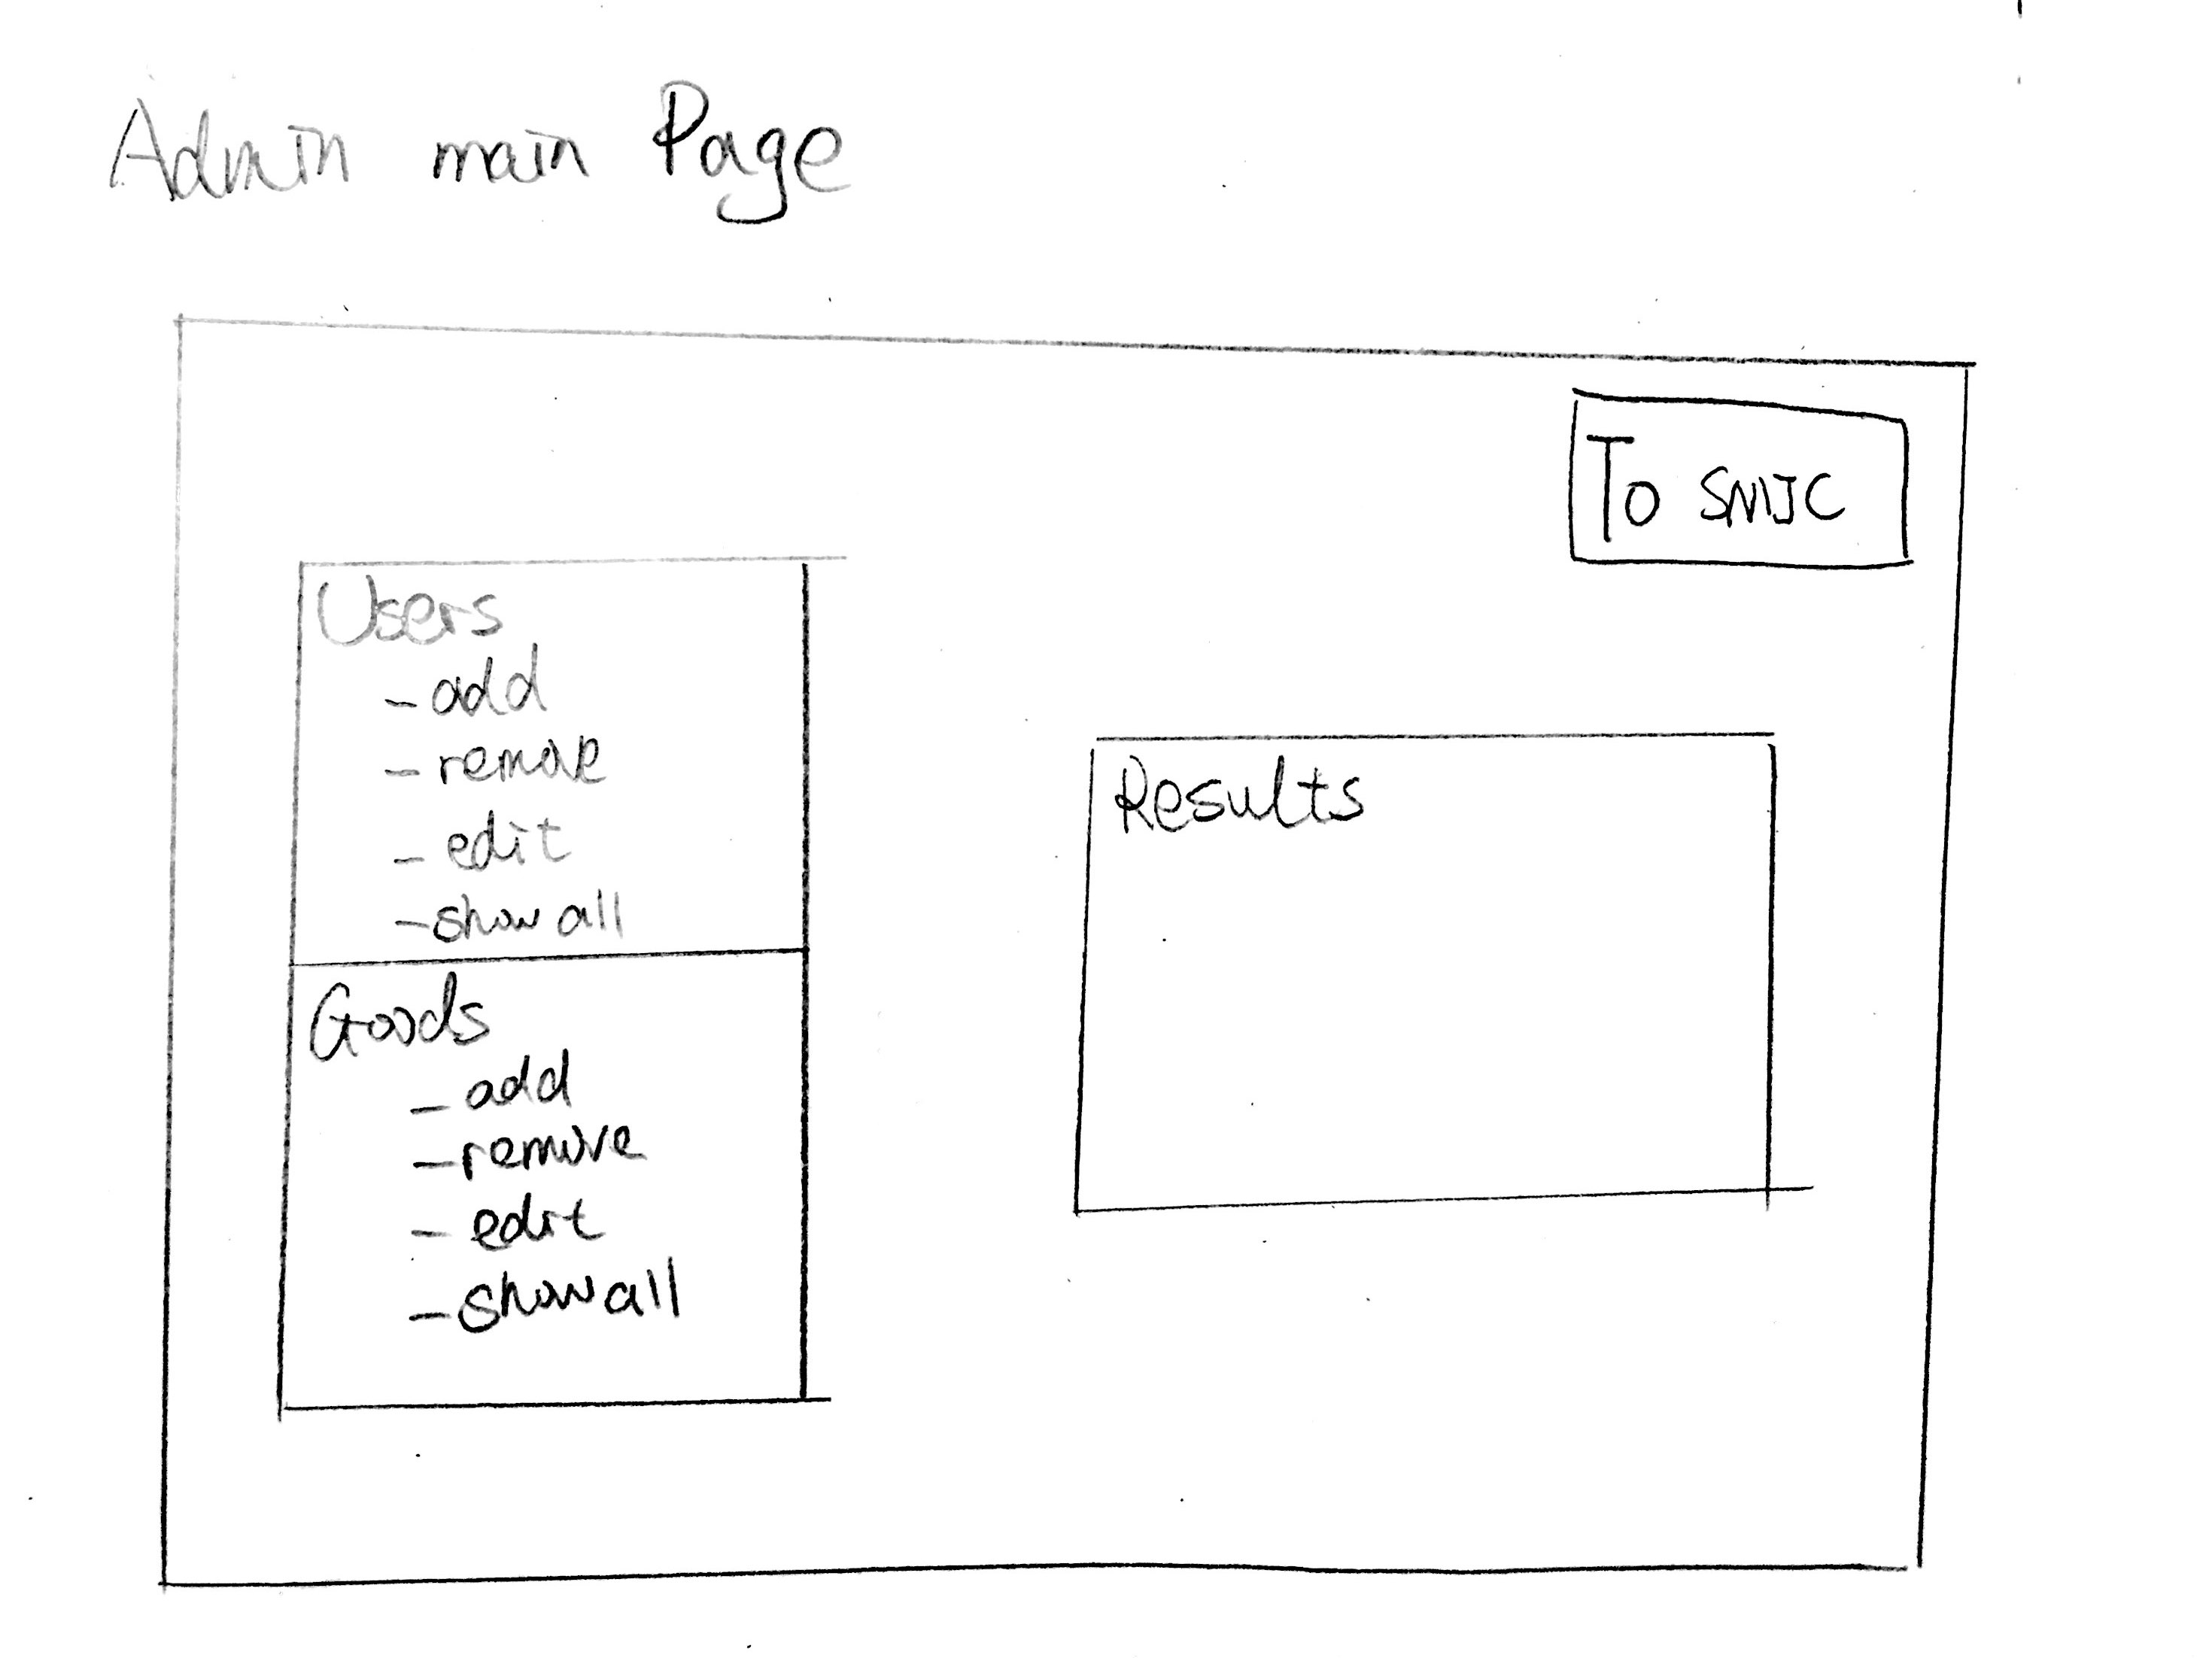 Admin main Page
To SMJC
Users
- add
- remove
- edit
- show all
Goods
- add
- remove
- edit
- show all
Results